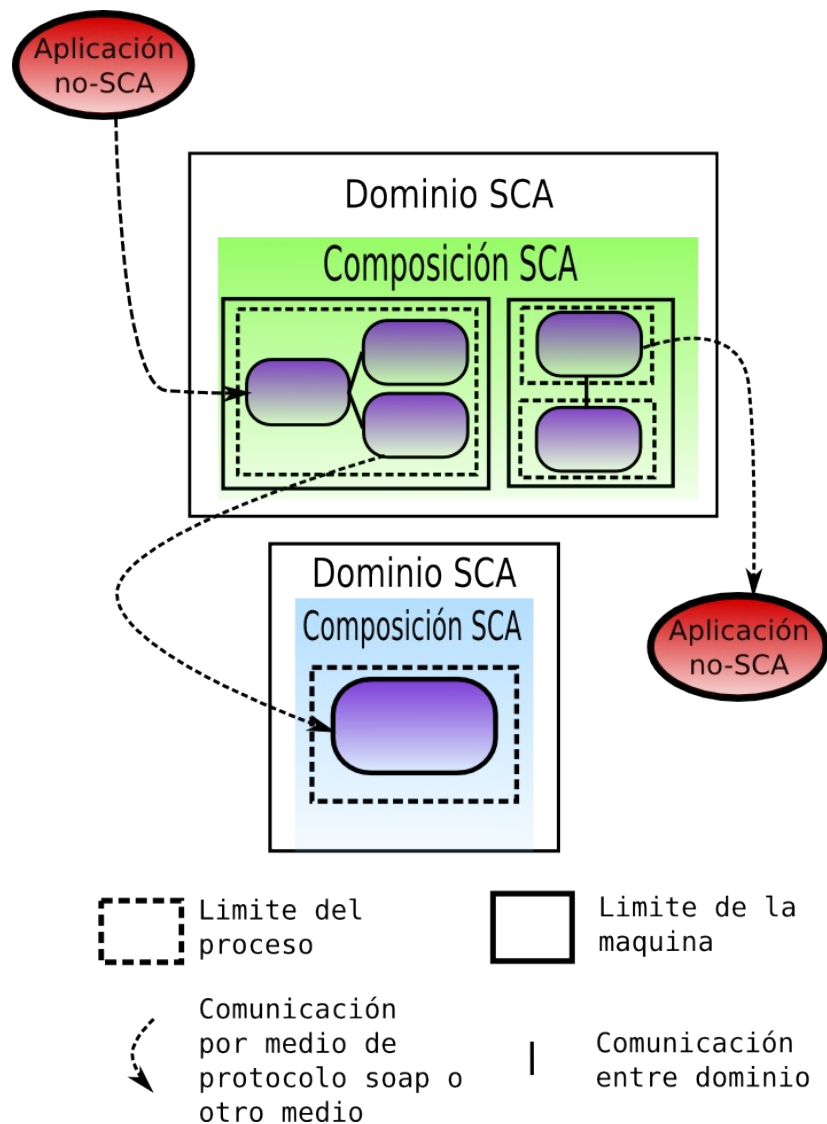 Aplicación
no-SCA
Dominio SCA
Composición SCA
Dominio SCA
Composición SCA
Aplicación
no-SCA
Limite del
proceso
Limite de la
maquina
Comunicación
por medio de
protocolo soap o
otro medio
Comunicación
entre dominio